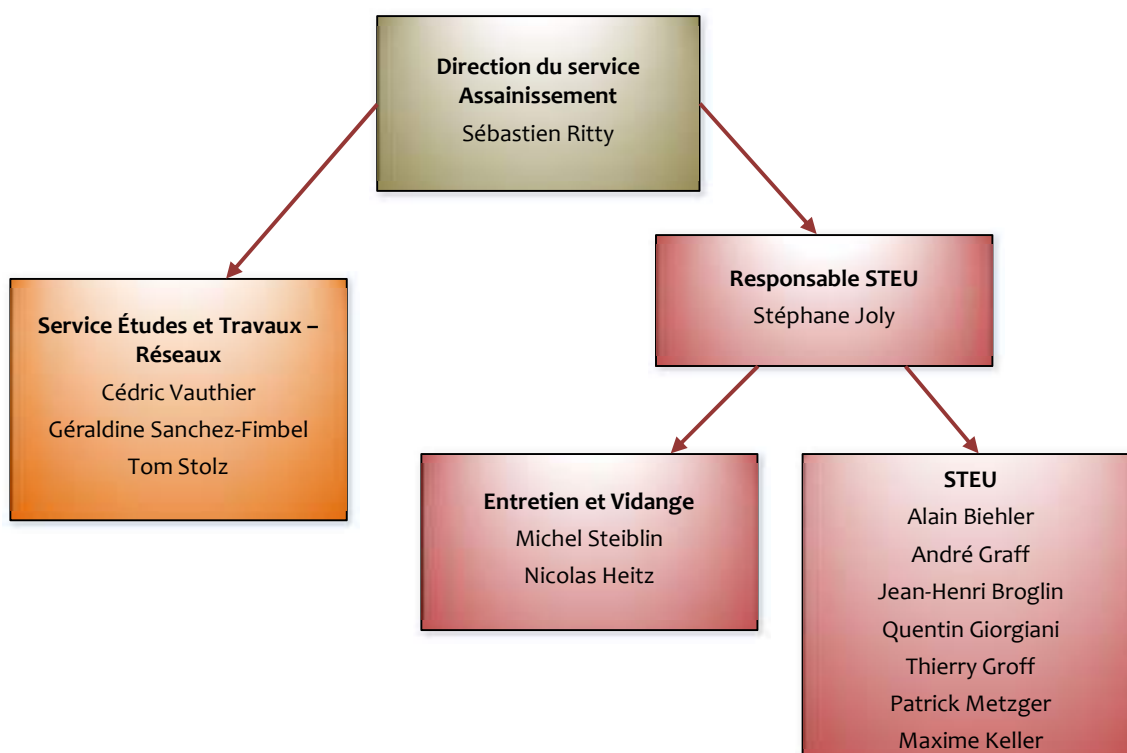 Direction du service
Assainissement
Sébastien Ritty
Responsable STEU
Stéphane Joly
Service Études et Travaux –
Réseaux
Cédric Vauthier
Géraldine Sanchez-Fimbel
Tom Stolz
Entretien et Vidange
Michel Steiblin
Nicolas Heitz
STEU
Alain Biehler
André Graff
Jean-Henri Broglin
Quentin Giorgiani
Thierry Groff
Patrick Metzger
Maxime Keller